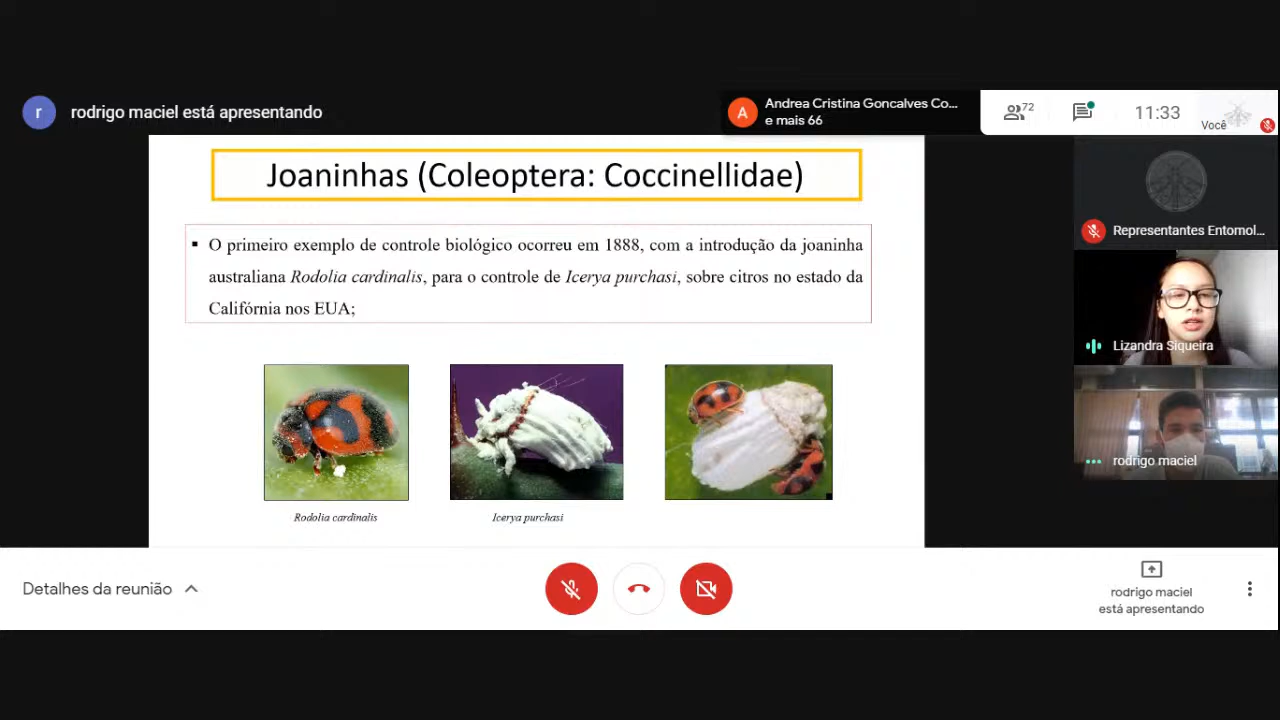 r rodrigo maciel está apresentando
A Andrea Cristina Goncalves Co...
e mais 66
72
11:33
Você
Joaninhas (Coleoptera: Coccinellidae)
Representantes Entomol...
▪ O primeiro exemplo de controle biológico ocorreu em 1888, com a introdução da joaninha
australiana Rodolia cardinalis, para o controle de Icerya purchasi, sobre citros no estado da
Califórnia nos EUA;
Lizandra Siqueira
rodrigo maciel
Rodolia cardinalis
Icerya purchasi
Detalhes da reunião
rodrigo maciel
está apresentando